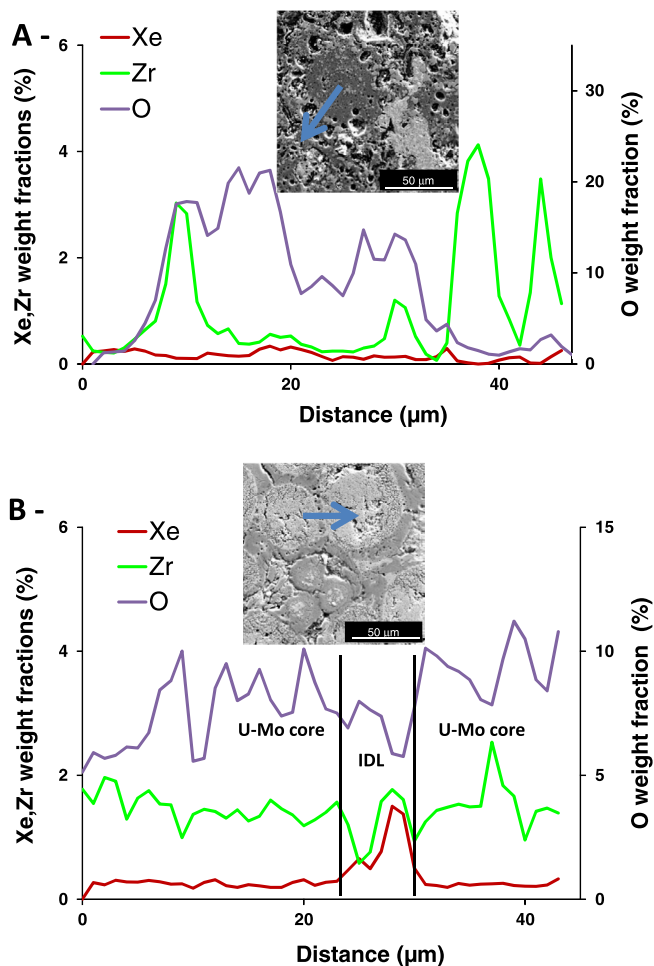 A -
Xe
Zr
O
6
4
2
0
Xe,Zr weight fractions (%)
50 µm
30
20
10
0
O weight fraction (%)
0
20
40
Distance (µm)
B -
Xe
Zr
O
6
4
2
0
Xe,Zr weight fractions (%)
50 µm
U-Mo core
IDL
U-Mo core
15
10
5
0
O weight fraction (%)
0
20
40
Distance (µm)